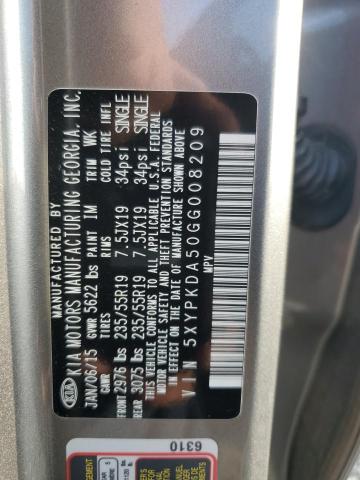 KIA
MANUFACTURED BY
KIA MOTORS MANUFACTURING GEORGIA, INC.
JAN/06/15 GVWR 5622 lbs PAINT IM TRIM WK
GAWR TIRES RIMS COLD TIRE INFL.
FRONT 2976 lbs 235/55R19 7.5JX19 34psi SINGLE
REAR 3075 lbs 235/55R19 7.5JX19 34psi SINGLE
THIS VEHICLE CONFORMS TO ALL APPLICABLE U.S.A. FEDERAL
MOTOR VEHICLE SAFETY AND THEFT PREVENTION STANDARDS
IN EFFECT ON THE DATE OF MANUFACTURE SHOWN ABOVE.
VIN 5XYPKDA50GG008209
MPV
6310